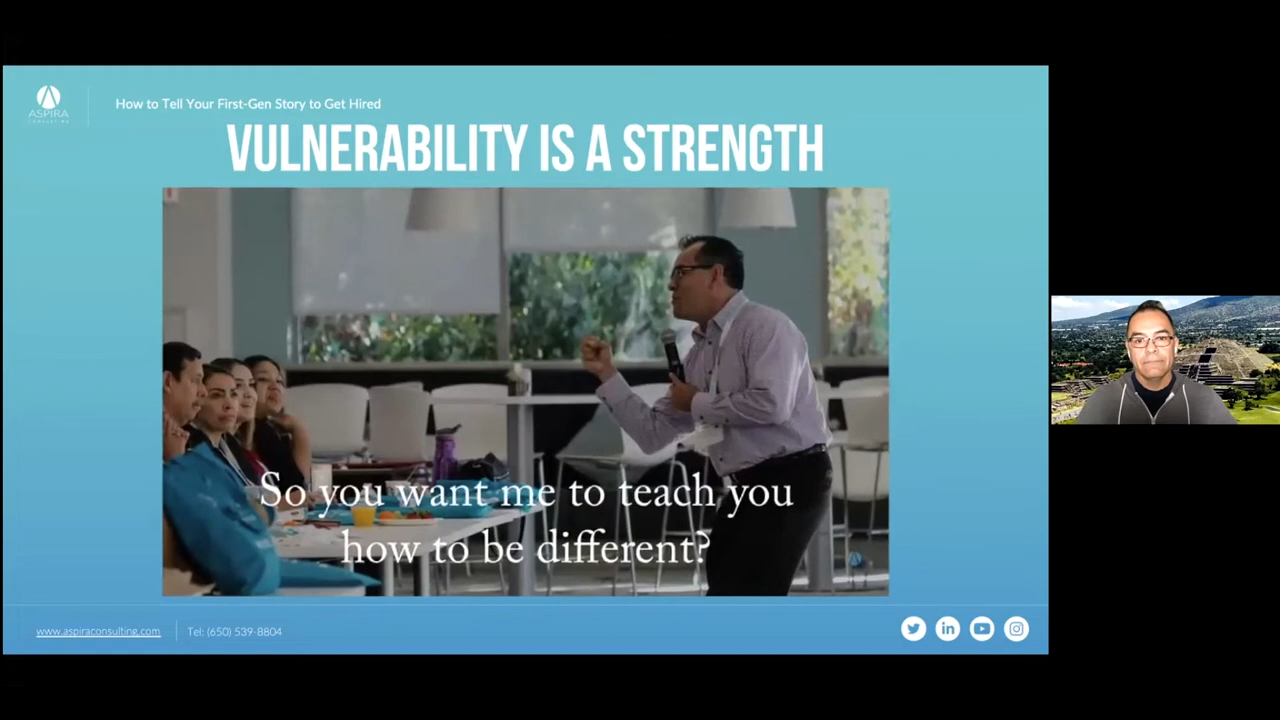 ASPIRA
How to Tell Your First-Gen Story to Get Hired
VULNERABILITY IS A STRENGTH
So you want me to teach you
how to be different?
www.aspiraconsulting.com
Tel: (650) 539-8804